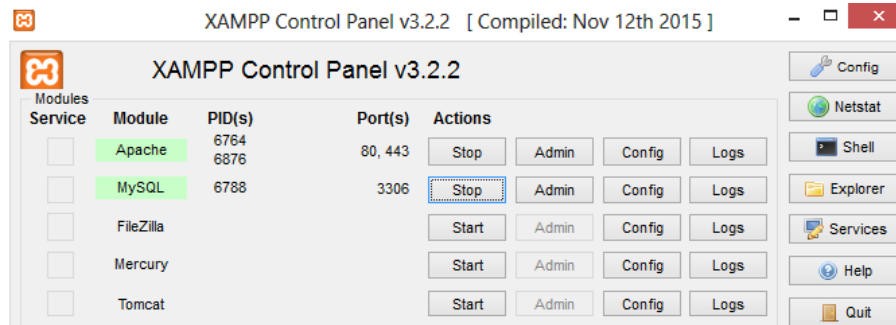 XAMPP Control Panel v3.2.2 [ Compiled: Nov 12th 2015 ]
XAMPP Control Panel v3.2.2
Config
Modules
Netstat
Service Module PID(s) Port(s) Actions
Apache 6764 6876 80, 443 Stop Admin Config Logs
Shell
MySQL 6788 3306 Stop Admin Config Logs
Explorer
FileZilla Start Admin Config Logs
Services
Mercury Start Admin Config Logs
Help
Tomcat Start Admin Config Logs
Quit